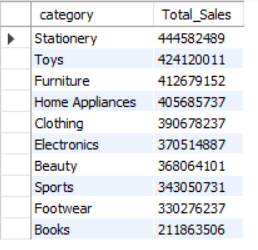 category Total_Sales
Stationery 444582489
Toys 424120011
Furniture 412679152
Home Appliances 405685737
Clothing 390678237
Electronics 370514887
Beauty 368064101
Sports 343050731
Footwear 330276237
Books 211863506